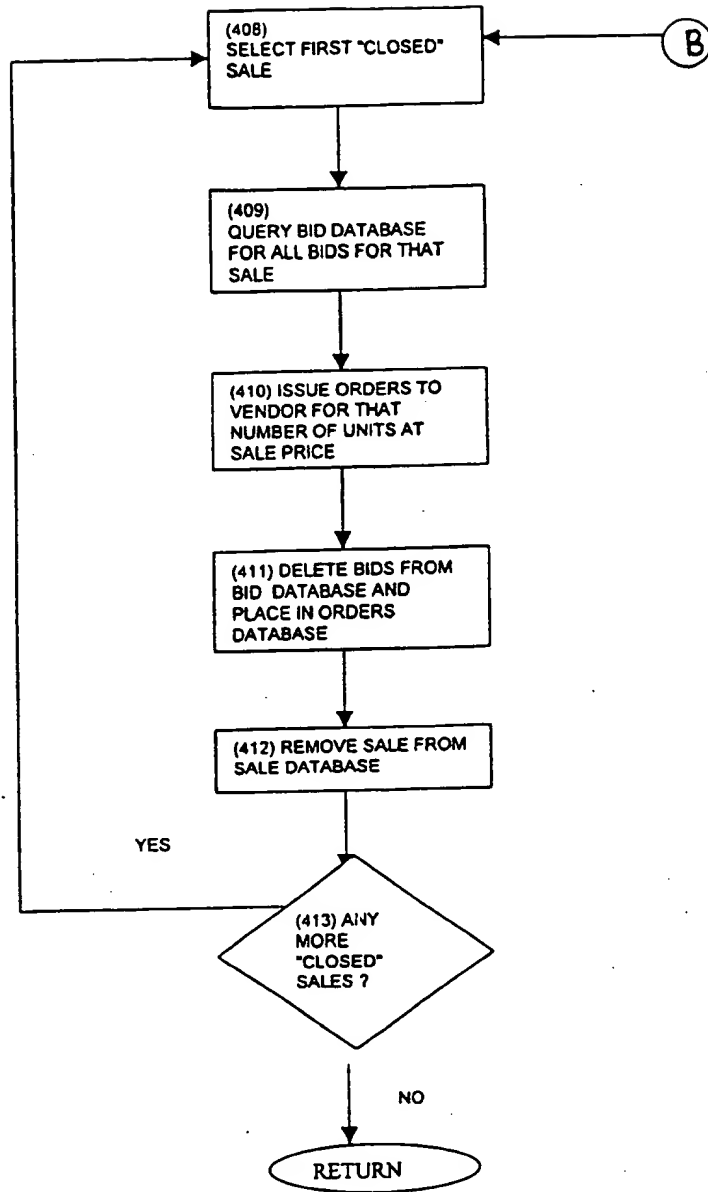 (408)
SELECT FIRST "CLOSED"
SALE
B
(409)
QUERY BID DATABASE
FOR ALL BIDS FOR THAT
SALE
(410) ISSUE ORDERS TO
VENDOR FOR THAT
NUMBER OF UNITS AT
SALE PRICE
(411) DELETE BIDS FROM
BID DATABASE AND
PLACE IN ORDERS
DATABASE
(412) REMOVE SALE FROM
SALE DATABASE
YES
(413) ANY
MORE
"CLOSED"
SALES ?
NO
RETURN